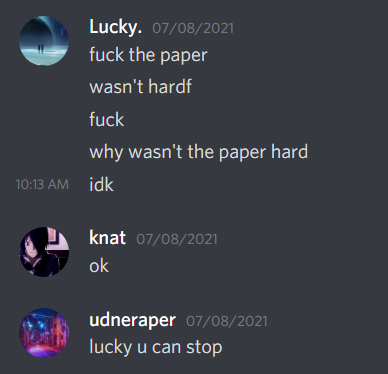 Lucky. 07/08/2021
fuck the paper
wasn't hardf
fuck
why wasn't the paper hard
10:13 AM idk
knat 07/08/2021
ok
udneraper 07/08/2021
lucky u can stop